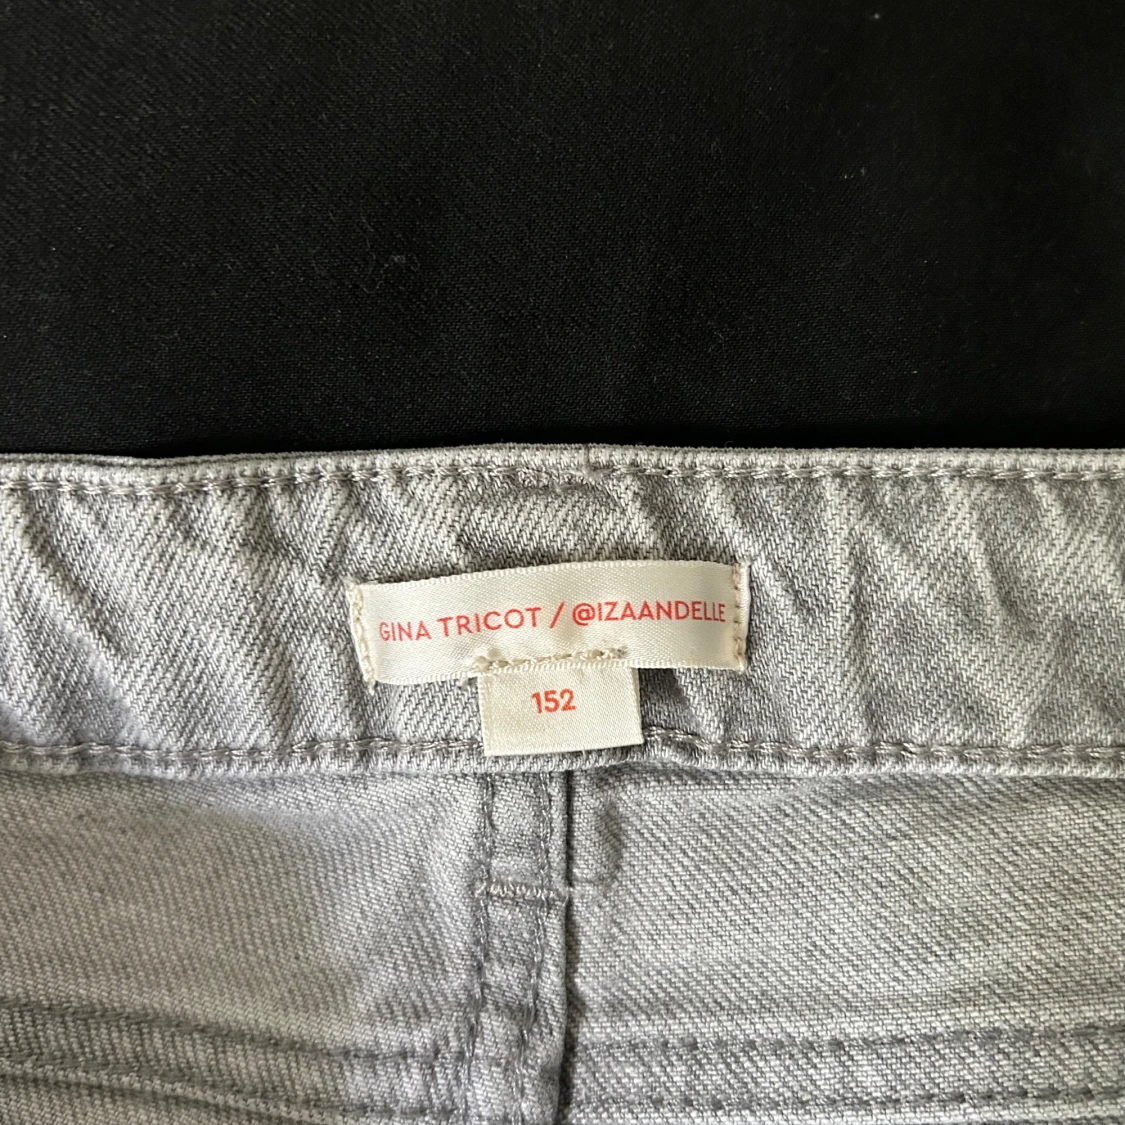 GINA TRICOT / @IZAANDELLE
152